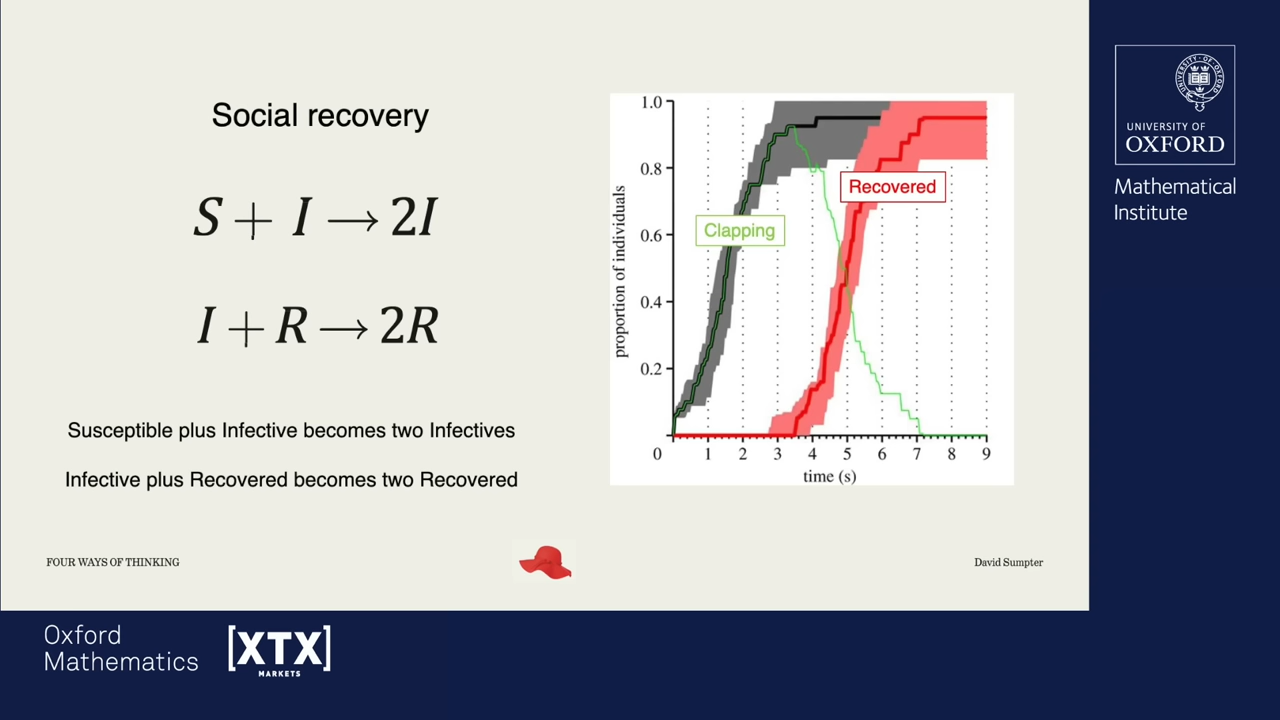 Social recovery
S + I → 2I
I + R → 2R
Susceptible plus Infective becomes two Infectives
Infective plus Recovered becomes two Recovered
proportion of individuals
1.0
0.8
0.6
0.4
0.2
Clapping
Recovered
0 1 2 3 4 5 6 7 8 9
time (s)
FOUR WAYS OF THINKING
David Sumpter
UNIVERSITY OF
OXFORD
Mathematical
Institute
Oxford
Mathematics
[XTX]
MARKETS